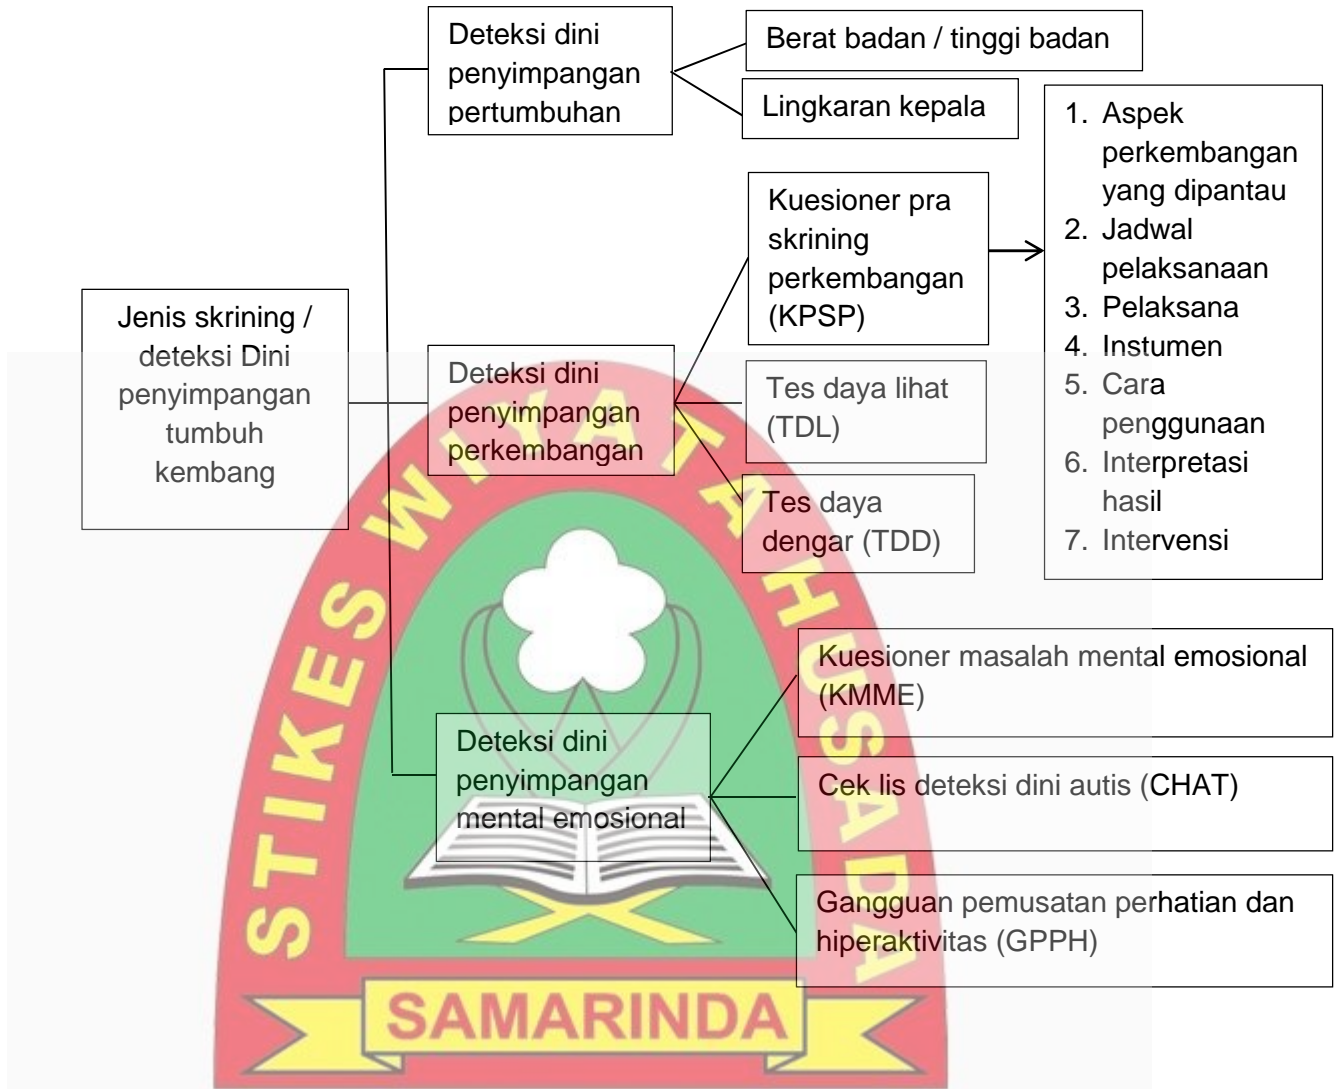 Deteksi dini
penyimpangan
pertumbuhan
Berat badan / tinggi badan
Lingkaran kepala
Jenis skrining /
deteksi Dini
penyimpangan
tumbuh
kembang
Deteksi dini
penyimpangan
perkembangan
Kuesioner pra
skrining
perkembangan
(KPSP)
1. Aspek
perkembangan
yang dipantau
2. Jadwal
pelaksanaan
3. Pelaksana
4. Instumen
5. Cara
penggunaan
6. Interpretasi
hasil
7. Intervensi
Tes daya lihat
(TDL)
Tes daya
dengar (TDD)
Deteksi dini
penyimpangan
mental emosional
Kuesioner masalah mental emosional
(KMME)
Cek lis deteksi dini autis (CHAT)
Gangguan pemusatan perhatian dan
hiperaktivitas (GPPH)
STIKES WIYATA HUSADA
SAMARINDA